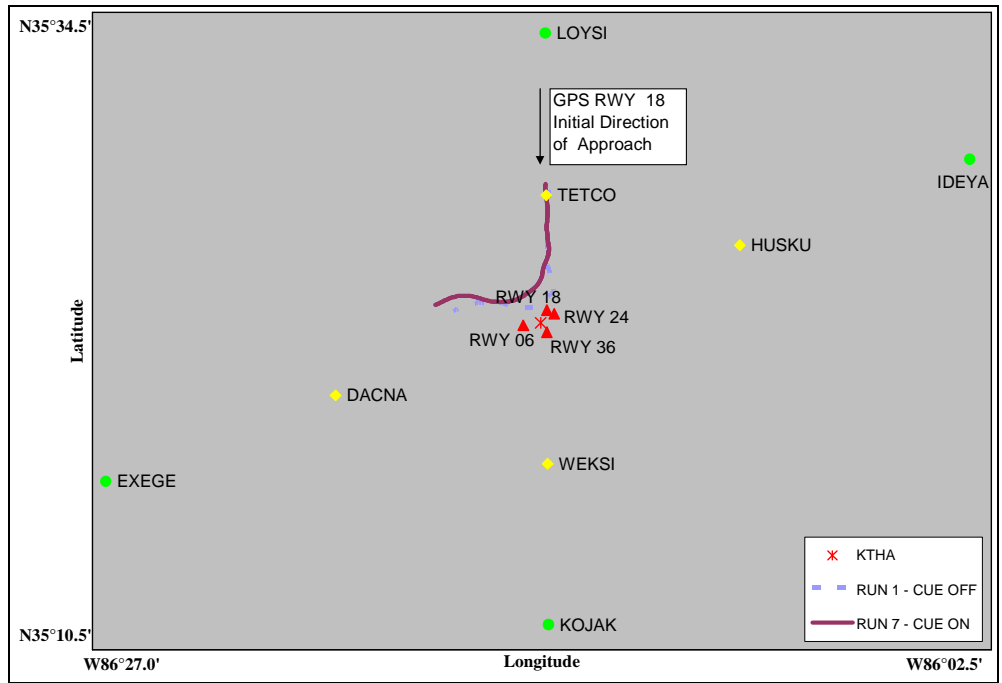 N35°34.5'
LOYSI
GPS RWY 18
Initial Direction
of Approach
IDEYA
TETCO
HUSKU
RWY 18
RWY 24
RWY 06
RWY 36
Latitude
DACNA
WEKSI
EXEGE
KTHA
RUN 1 - CUE OFF
RUN 7 - CUE ON
KOJAK
N35°10.5'
W86°27.0'
Longitude
W86°02.5'